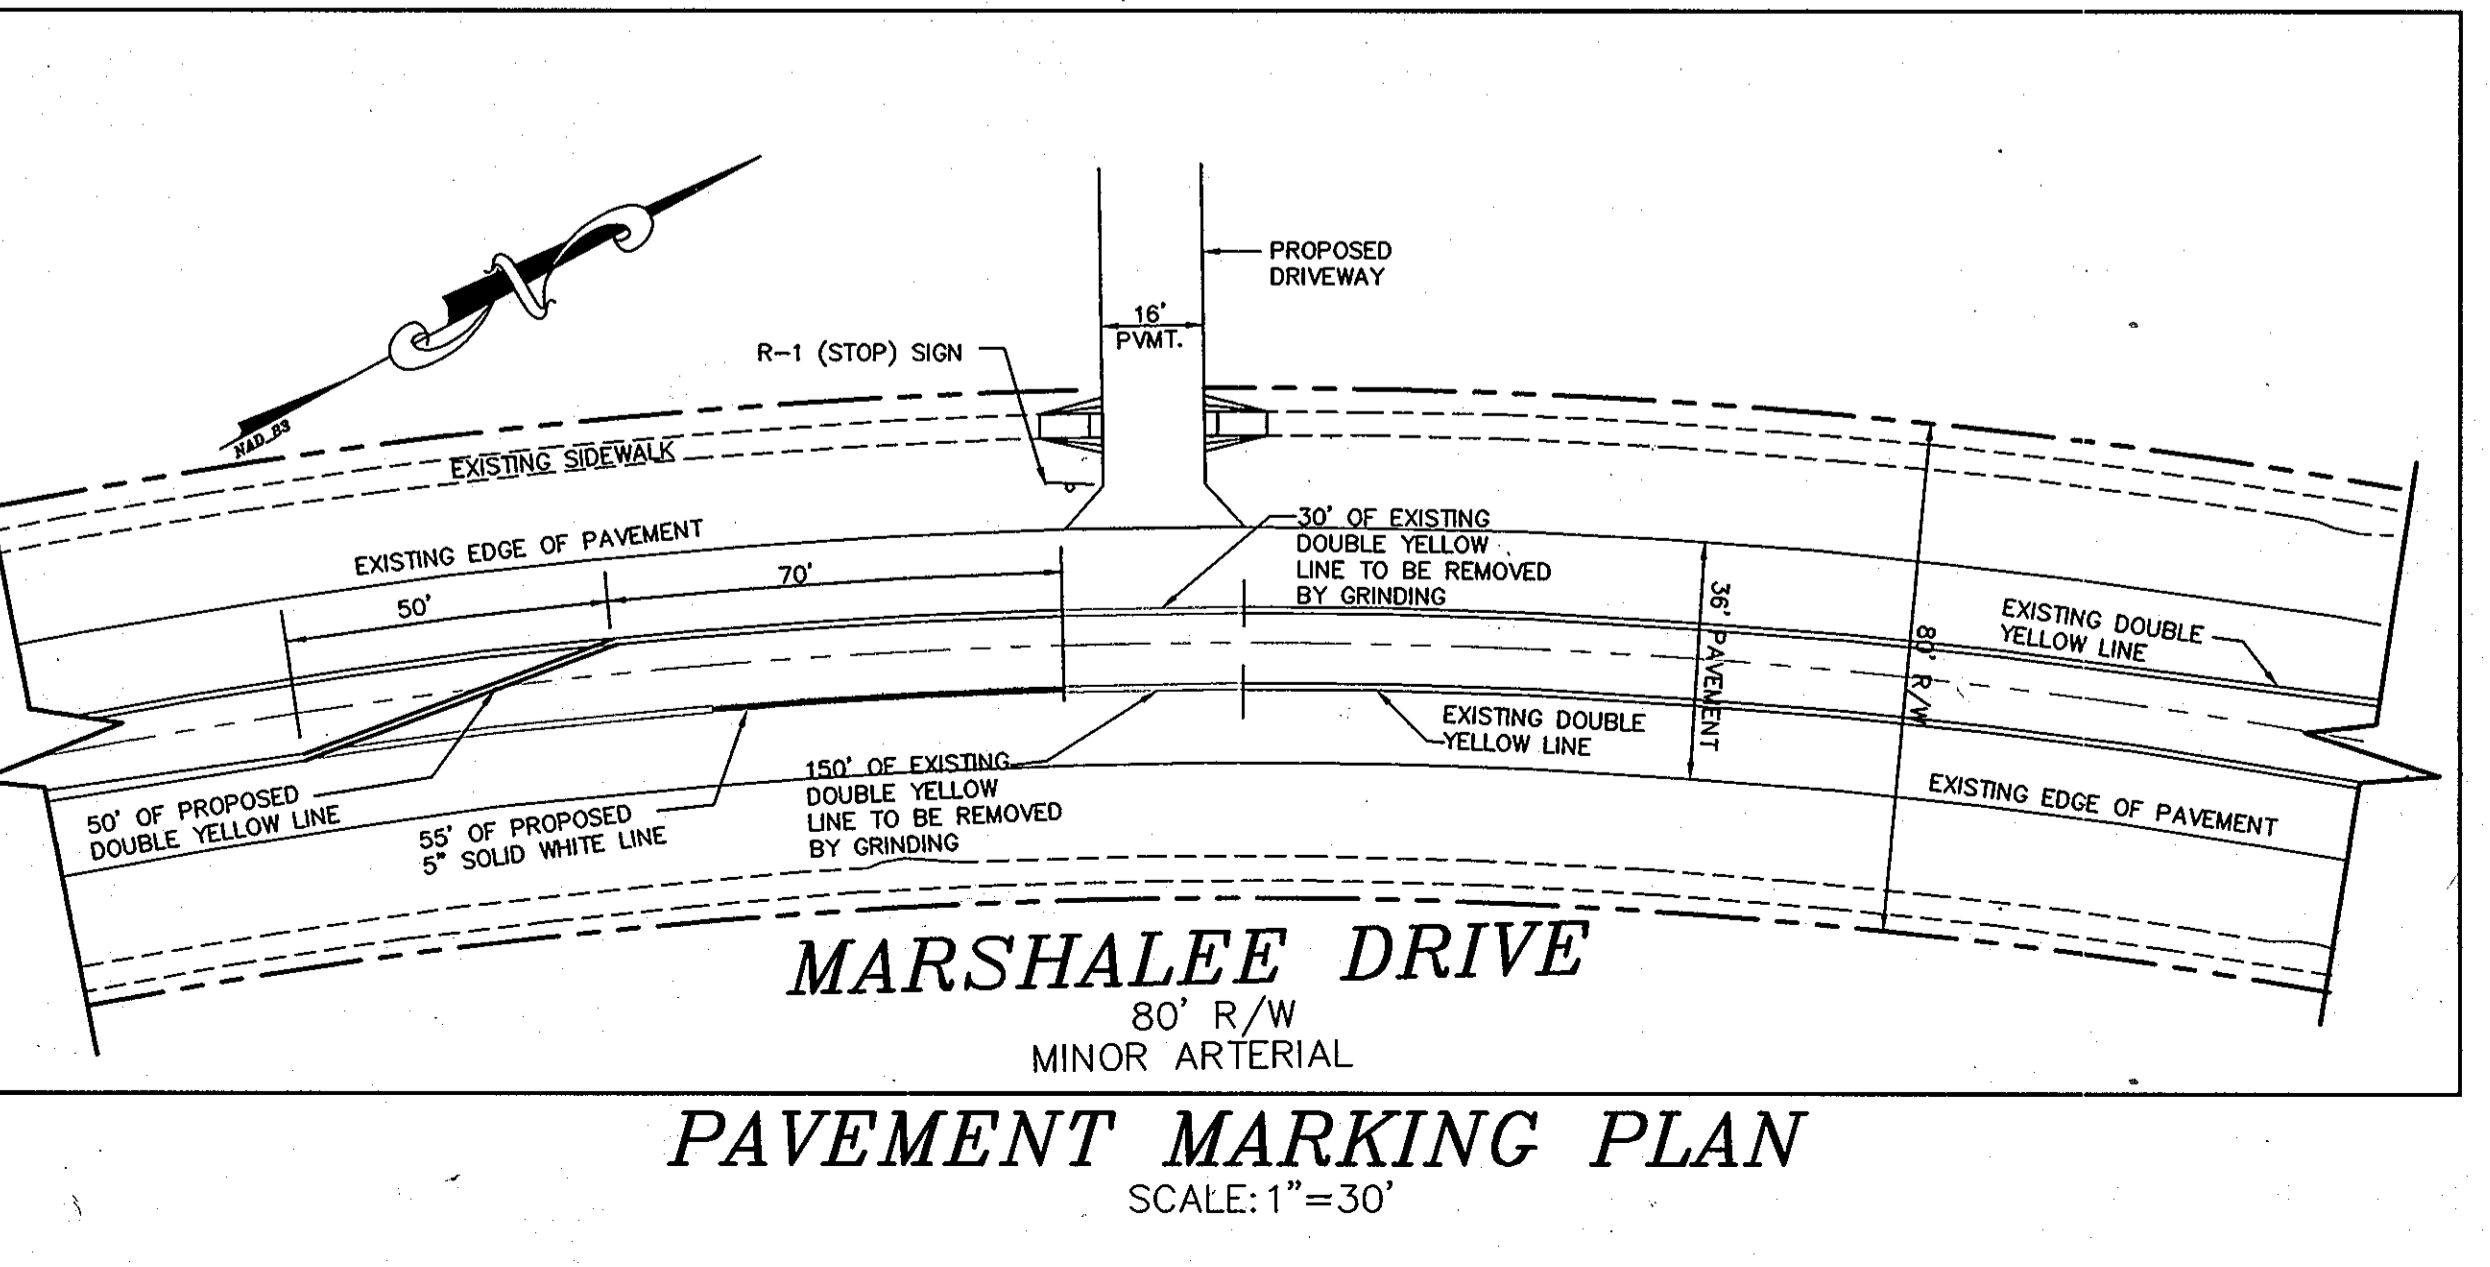 PROPOSED
DRIVEWAY
16'
PVMT.
R-1 (STOP) SIGN
NAD_83
EXISTING SIDEWALK
EXISTING EDGE OF PAVEMENT
50'
70'
30' OF EXISTING
DOUBLE YELLOW
LINE TO BE REMOVED
BY GRINDING
36' PAVEMENT
80' R/W
EXISTING DOUBLE
YELLOW LINE
EXISTING DOUBLE
YELLOW LINE
50' OF PROPOSED
DOUBLE YELLOW LINE
55' OF PROPOSED
5" SOLID WHITE LINE
150' OF EXISTING
DOUBLE YELLOW
LINE TO BE REMOVED
BY GRINDING
EXISTING EDGE OF PAVEMENT
MARSHALEE DRIVE
80' R/W
MINOR ARTERIAL
PAVEMENT MARKING PLAN
SCALE: 1"=30'